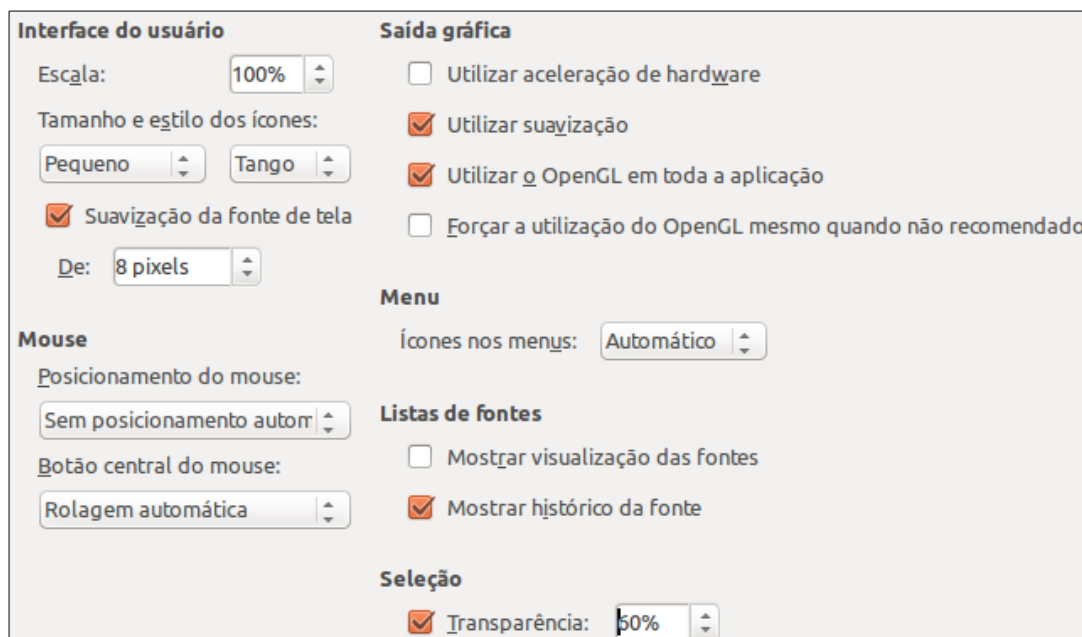 Interface do usuário
Escala: 100%
Tamanho e estilo dos ícones:
Pequeno Tango
Suavização da fonte de tela
De: 8 pixels
Mouse
Posicionamento do mouse:
Sem posicionamento autom
Botão central do mouse:
Rolagem automática
Saída gráfica
Utilizar aceleração de hardware
Utilizar suavização
Utilizar o OpenGL em toda a aplicação
Forçar a utilização do OpenGL mesmo quando não recomendado
Menu
Ícones nos menus: Automático
Listas de fontes
Mostrar visualização das fontes
Mostrar histórico da fonte
Seleção
Transparência: 60%